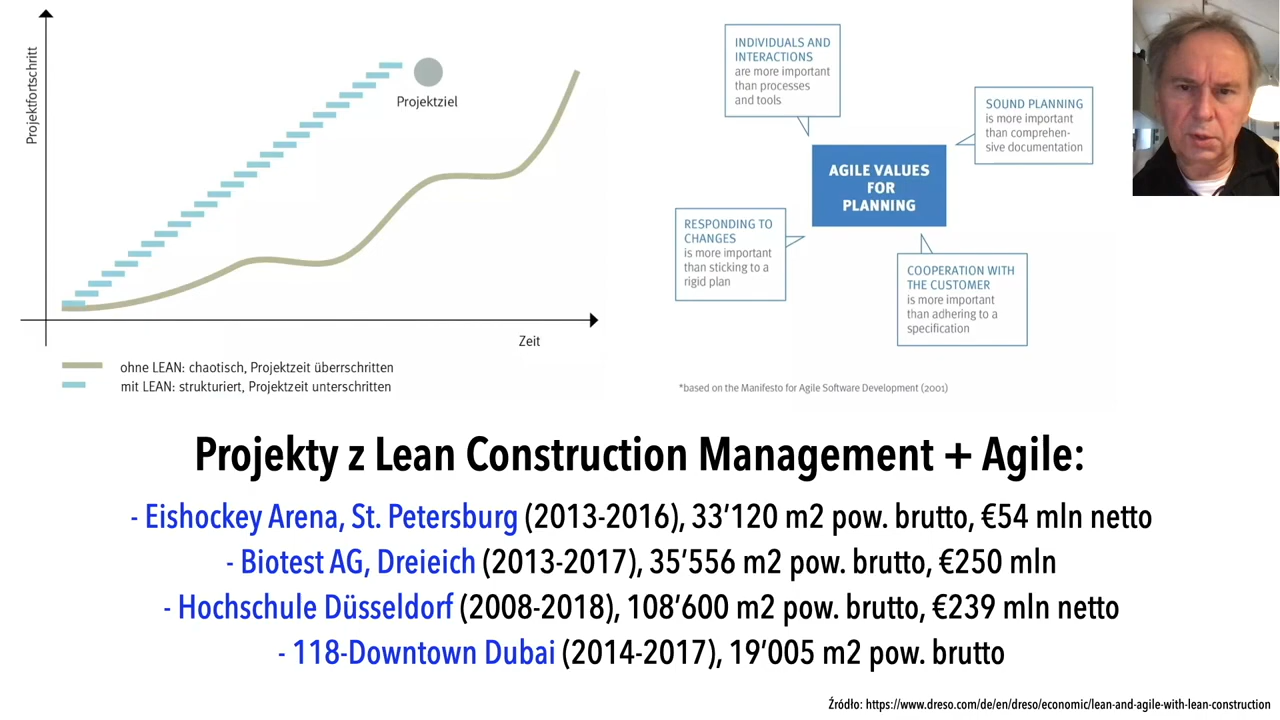 Projektfortschritt
Projektziel
Zeit
ohne LEAN: chaotisch, Projektzeit überrschritten
mit LEAN: strukturiert, Projektzeit unterschritten
INDIVIDUALS AND
INTERACTIONS
are more important
than processes
and tools
SOUND PLANNING
is more important
than comprehen-
sive documentation
AGILE VALUES
FOR
PLANNING
RESPONDING TO
CHANGES
is more important
than sticking to a
rigid plan
COOPERATION WITH
THE CUSTOMER
is more important
than adhering to a
specification
*based on the Manifesto for Agile Software Development (2001)
Projekty z Lean Construction Management + Agile:
- Eishockey Arena, St. Petersburg (2013-2016), 33’120 m2 pow. brutto, €54 mln netto
- Biotest AG, Dreieich (2013-2017), 35’556 m2 pow. brutto, €250 mln
- Hochschule Düsseldorf (2008-2018), 108’600 m2 pow. brutto, €239 mln netto
- 118-Downtown Dubai (2014-2017), 19’005 m2 pow. brutto
Źródło: https://www.dreso.com/de/en/dreso/economic/lean-and-agile-with-lean-construction